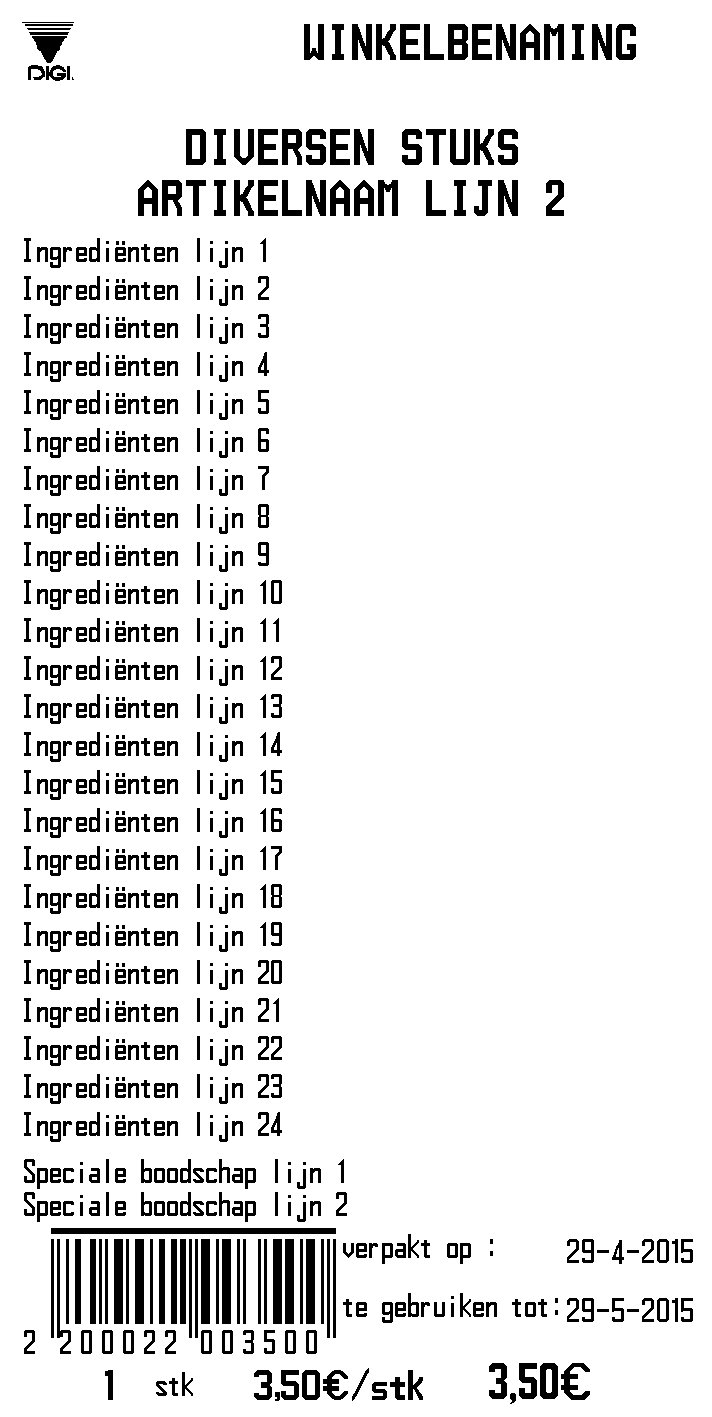 DIGI.
WINKELBENAMING
DIVERSEN STUKS
ARTIKELNAAM LIJN 2
Ingrediënten lijn 1
Ingrediënten lijn 2
Ingrediënten lijn 3
Ingrediënten lijn 4
Ingrediënten lijn 5
Ingrediënten lijn 6
Ingrediënten lijn 7
Ingrediënten lijn 8
Ingrediënten lijn 9
Ingrediënten lijn 10
Ingrediënten lijn 11
Ingrediënten lijn 12
Ingrediënten lijn 13
Ingrediënten lijn 14
Ingrediënten lijn 15
Ingrediënten lijn 16
Ingrediënten lijn 17
Ingrediënten lijn 18
Ingrediënten lijn 19
Ingrediënten lijn 20
Ingrediënten lijn 21
Ingrediënten lijn 22
Ingrediënten lijn 23
Ingrediënten lijn 24
Speciale boodschap lijn 1
Speciale boodschap lijn 2
verpakt op : 29-4-2015
te gebruiken tot: 29-5-2015
2 200022 003500
1 stk 3,50€/stk 3,50€